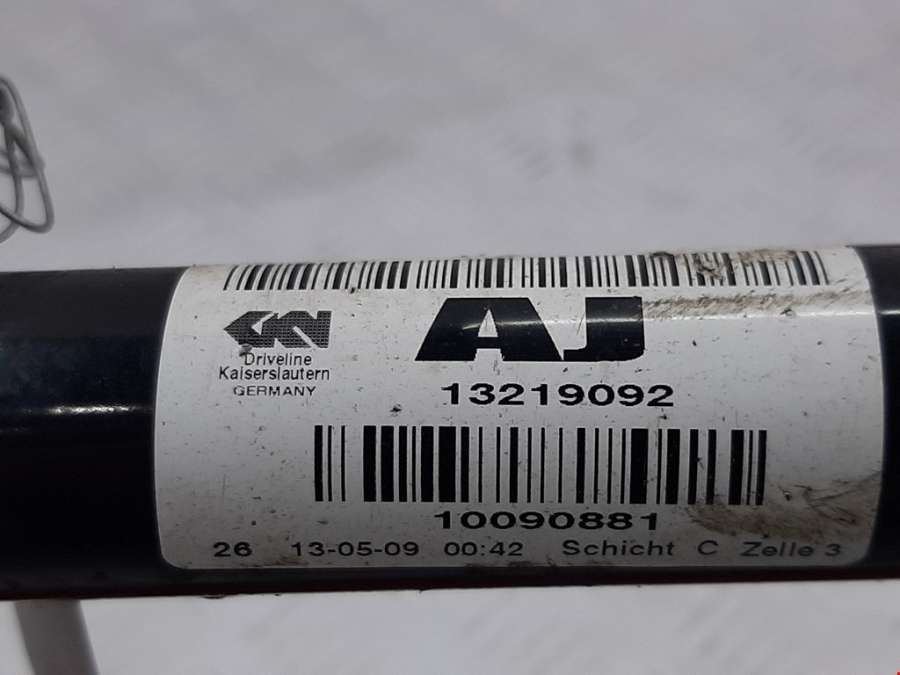 GKN
AJ
Driveline
Kaiserslautern
GERMANY
13219092
10090881
26 13-05-09 00:42 Schicht C Zelle 3